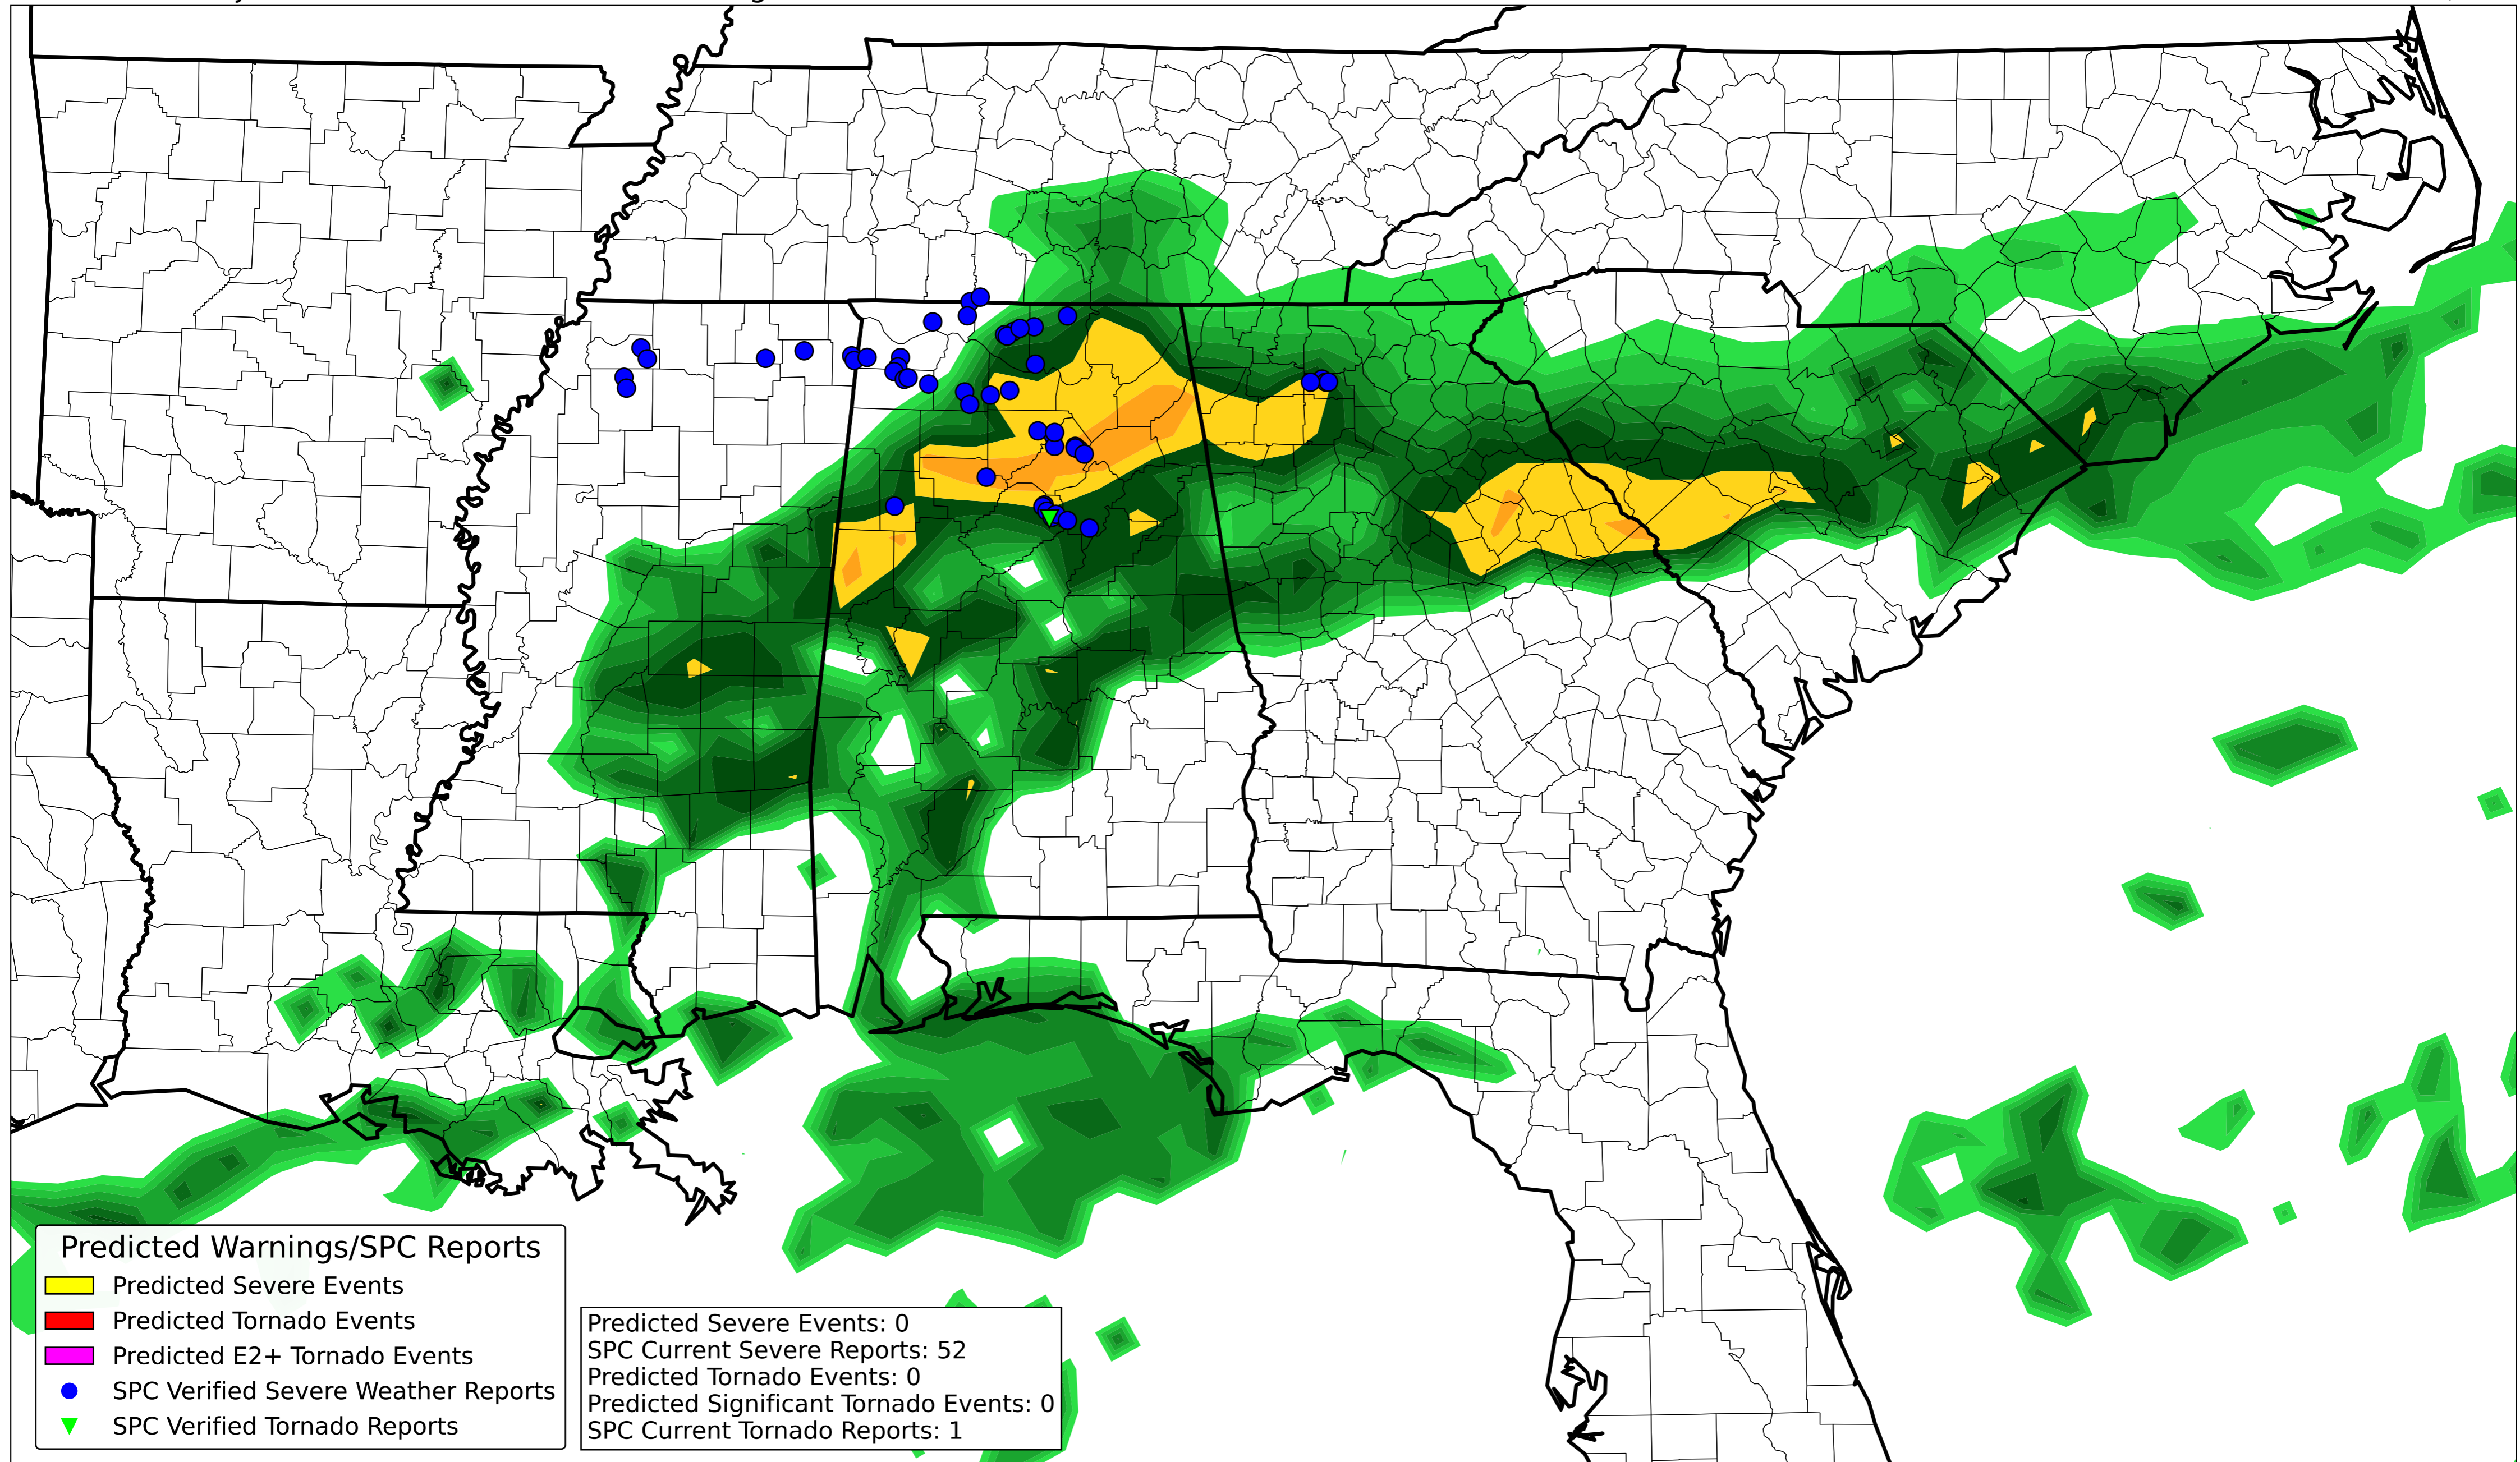 Predicted Warnings/SPC Reports
Predicted Severe Events
Predicted Tornado Events
Predicted E2+ Tornado Events
SPC Verified Severe Weather Reports
SPC Verified Tornado Reports
Predicted Severe Events: 0
SPC Current Severe Reports: 52
Predicted Tornado Events: 0
Predicted Significant Tornado Events: 0
SPC Current Tornado Reports: 1